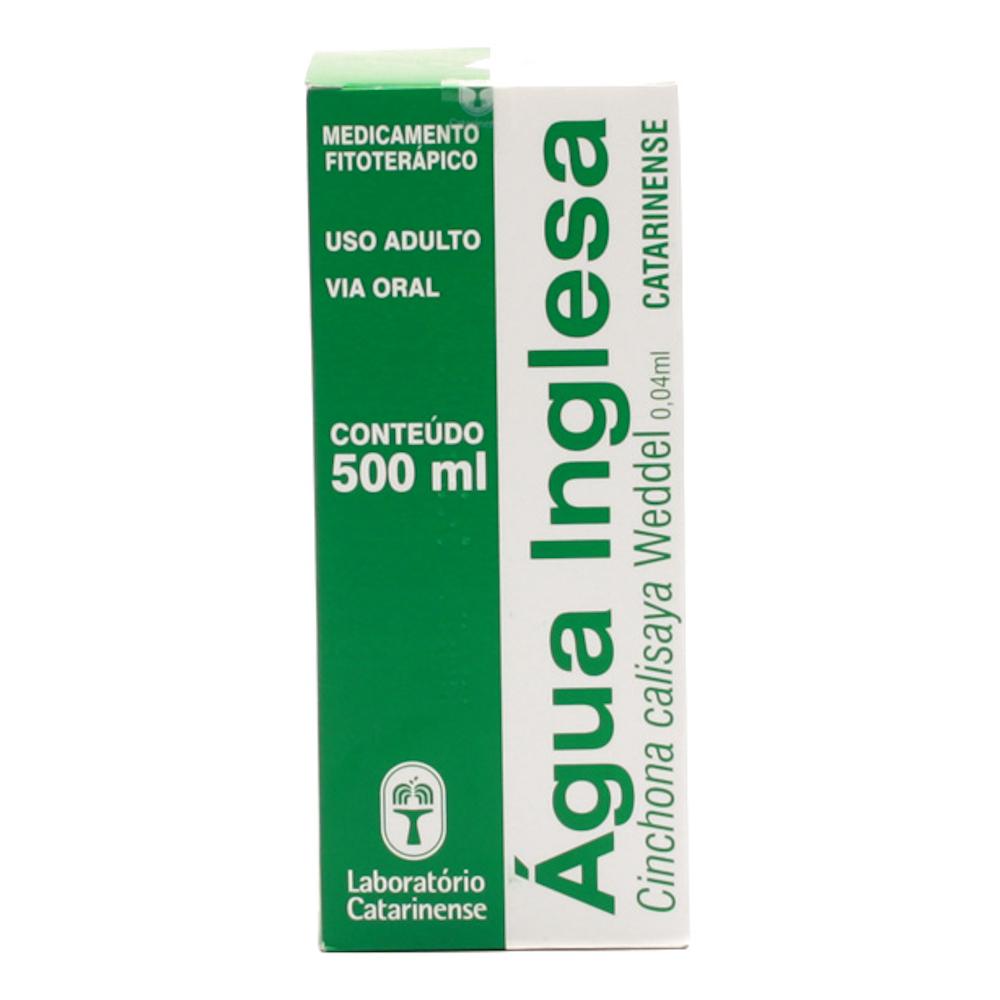 MEDICAMENTO
FITOTERÁPICO
USO ADULTO
VIA ORAL
CONTEÚDO
500 ml
Laboratório
Catarinense
Água Inglesa
Cinchona calisaya Weddel 0,04ml CATARINENSE
Catarinense